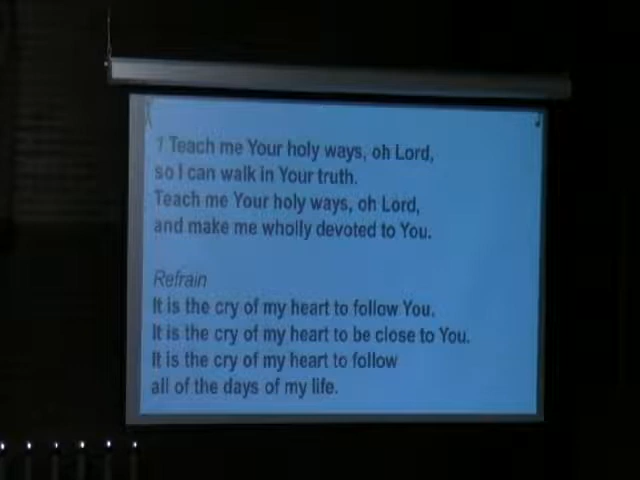 1 Teach me Your holy ways, oh Lord,
so I can walk in Your truth.
Teach me Your holy ways, oh Lord,
and make me wholly devoted to You.
Refrain
It is the cry of my heart to follow You.
It is the cry of my heart to be close to You.
It is the cry of my heart to follow
all of the days of my life.